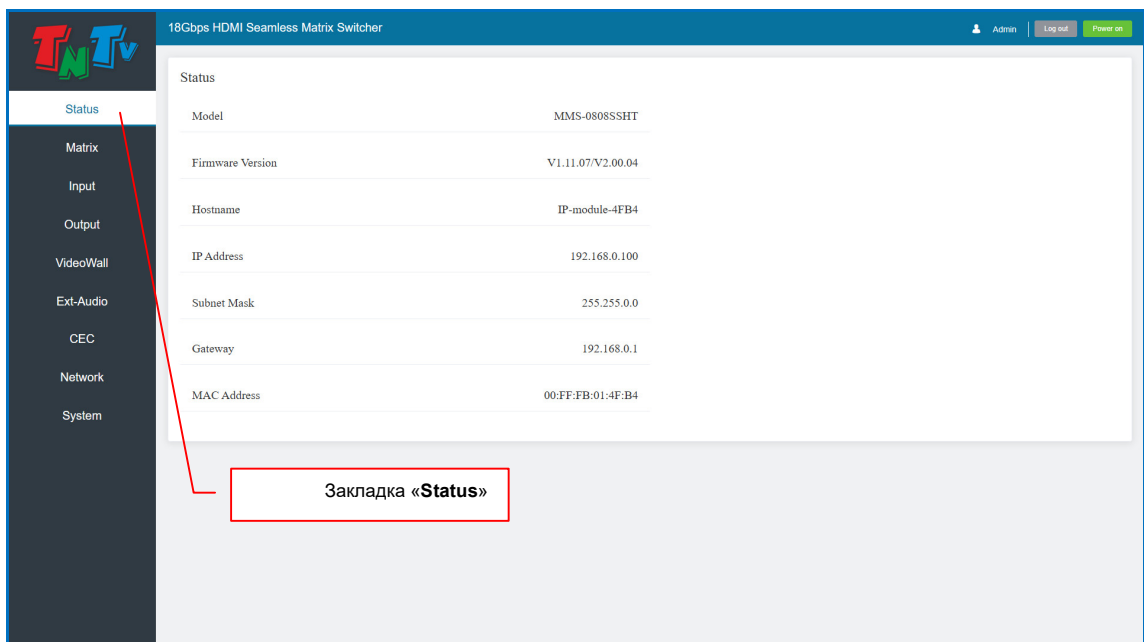 TNTV
18Gbps HDMI Seamless Matrix Switcher
Admin
Log out
Power on
Status
Matrix
Input
Output
VideoWall
Ext-Audio
CEC
Network
System
Status
Model MMS-0808SSHT
Firmware Version V1.11.07/V2.00.04
Hostname IP-module-4FB4
IP Address 192.168.0.100
Subnet Mask 255.255.0.0
Gateway 192.168.0.1
MAC Address 00:FF:FB:01:4F:B4
Закладка «Status»